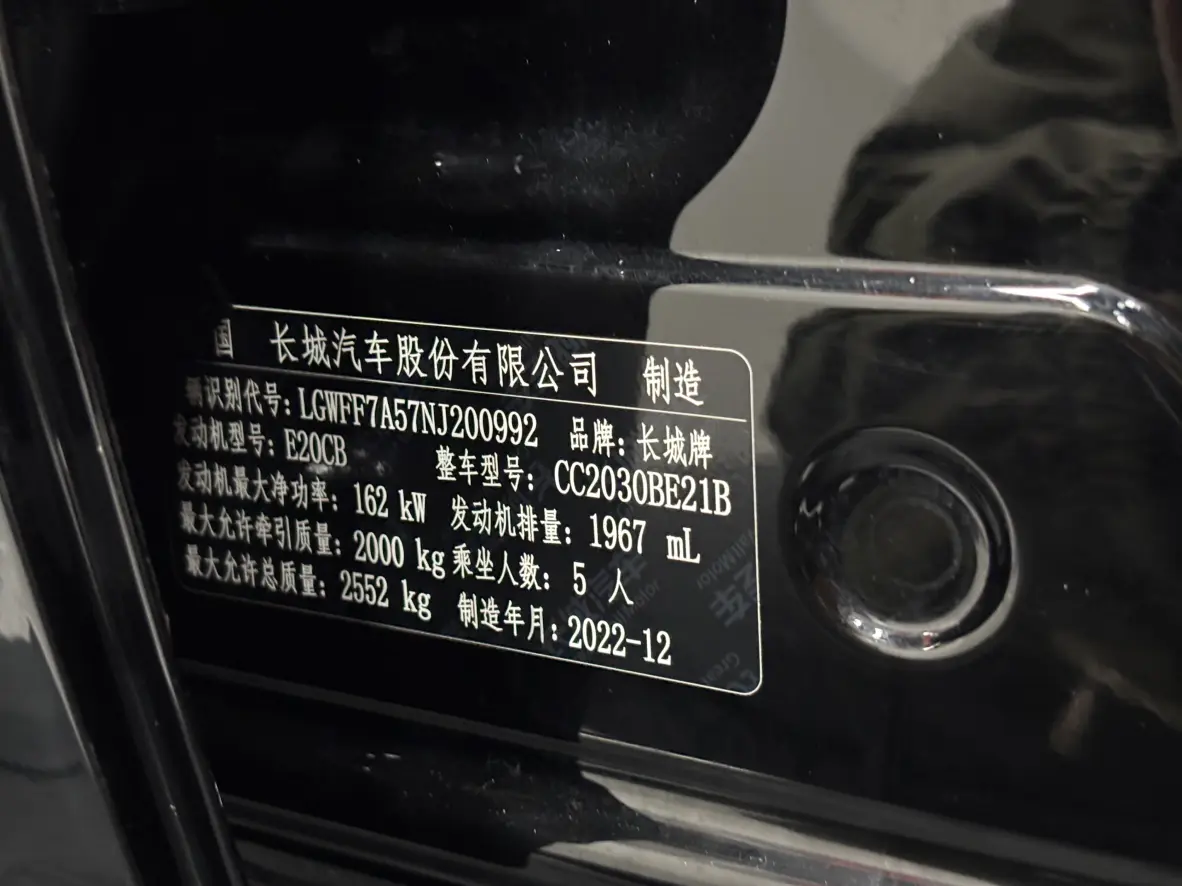 国 长城汽车股份有限公司 制造
辆识别代号：LGWFF7A57NJ200992 品牌：长城牌
发动机型号：E20CB 整车型号：CC2030BE21B
发动机最大净功率：162 kW 发动机排量：1967 mL
最大允许牵引质量：2000 kg 乘坐人数：5 人
最大允许总质量：2552 kg 制造年月：2022-12